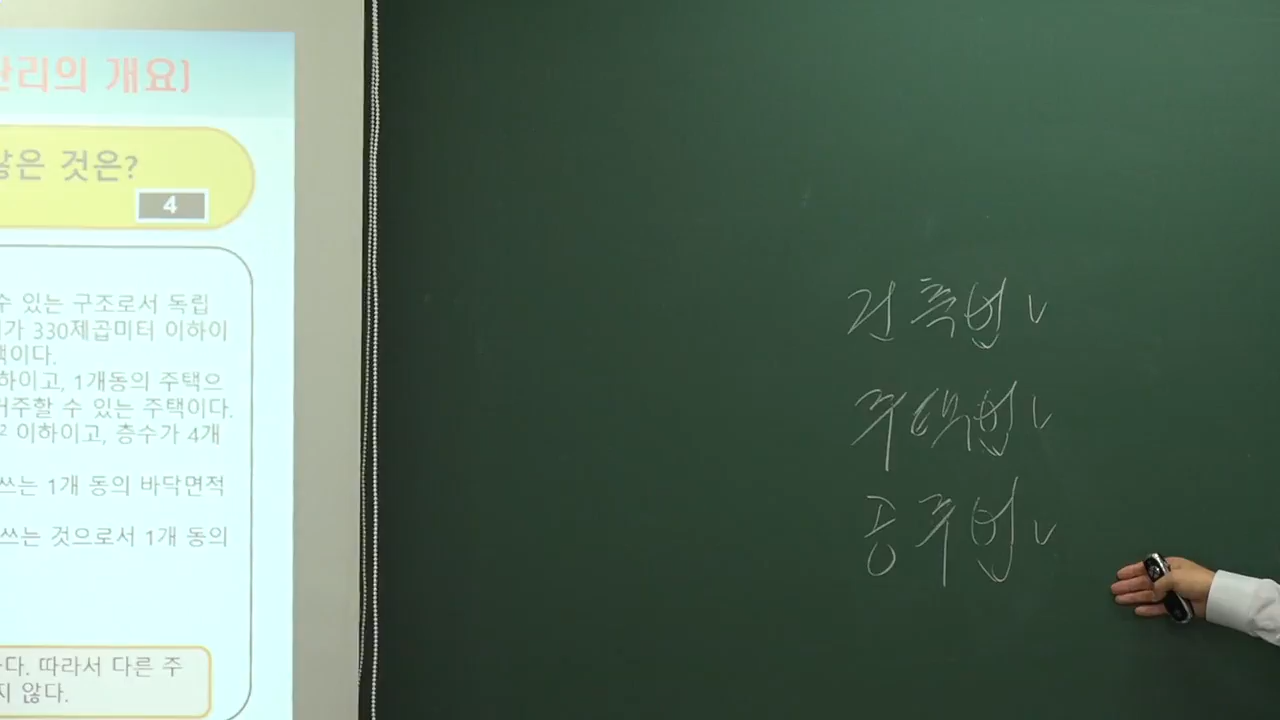 관리의 개요)
않은 것은?
4
수 있는 구조로서 독립
가 330제곱미터 이하이
택이다.
하이고, 1개동의 주택으
거주할 수 있는 주택이다.
² 이하이고, 층수가 4개
쓰는 1개 동의 바닥면적
쓰는 것으로서 1개 동의
다. 따라서 다른 주
지 않다.
건축법 v
주택법 v
공주법 v